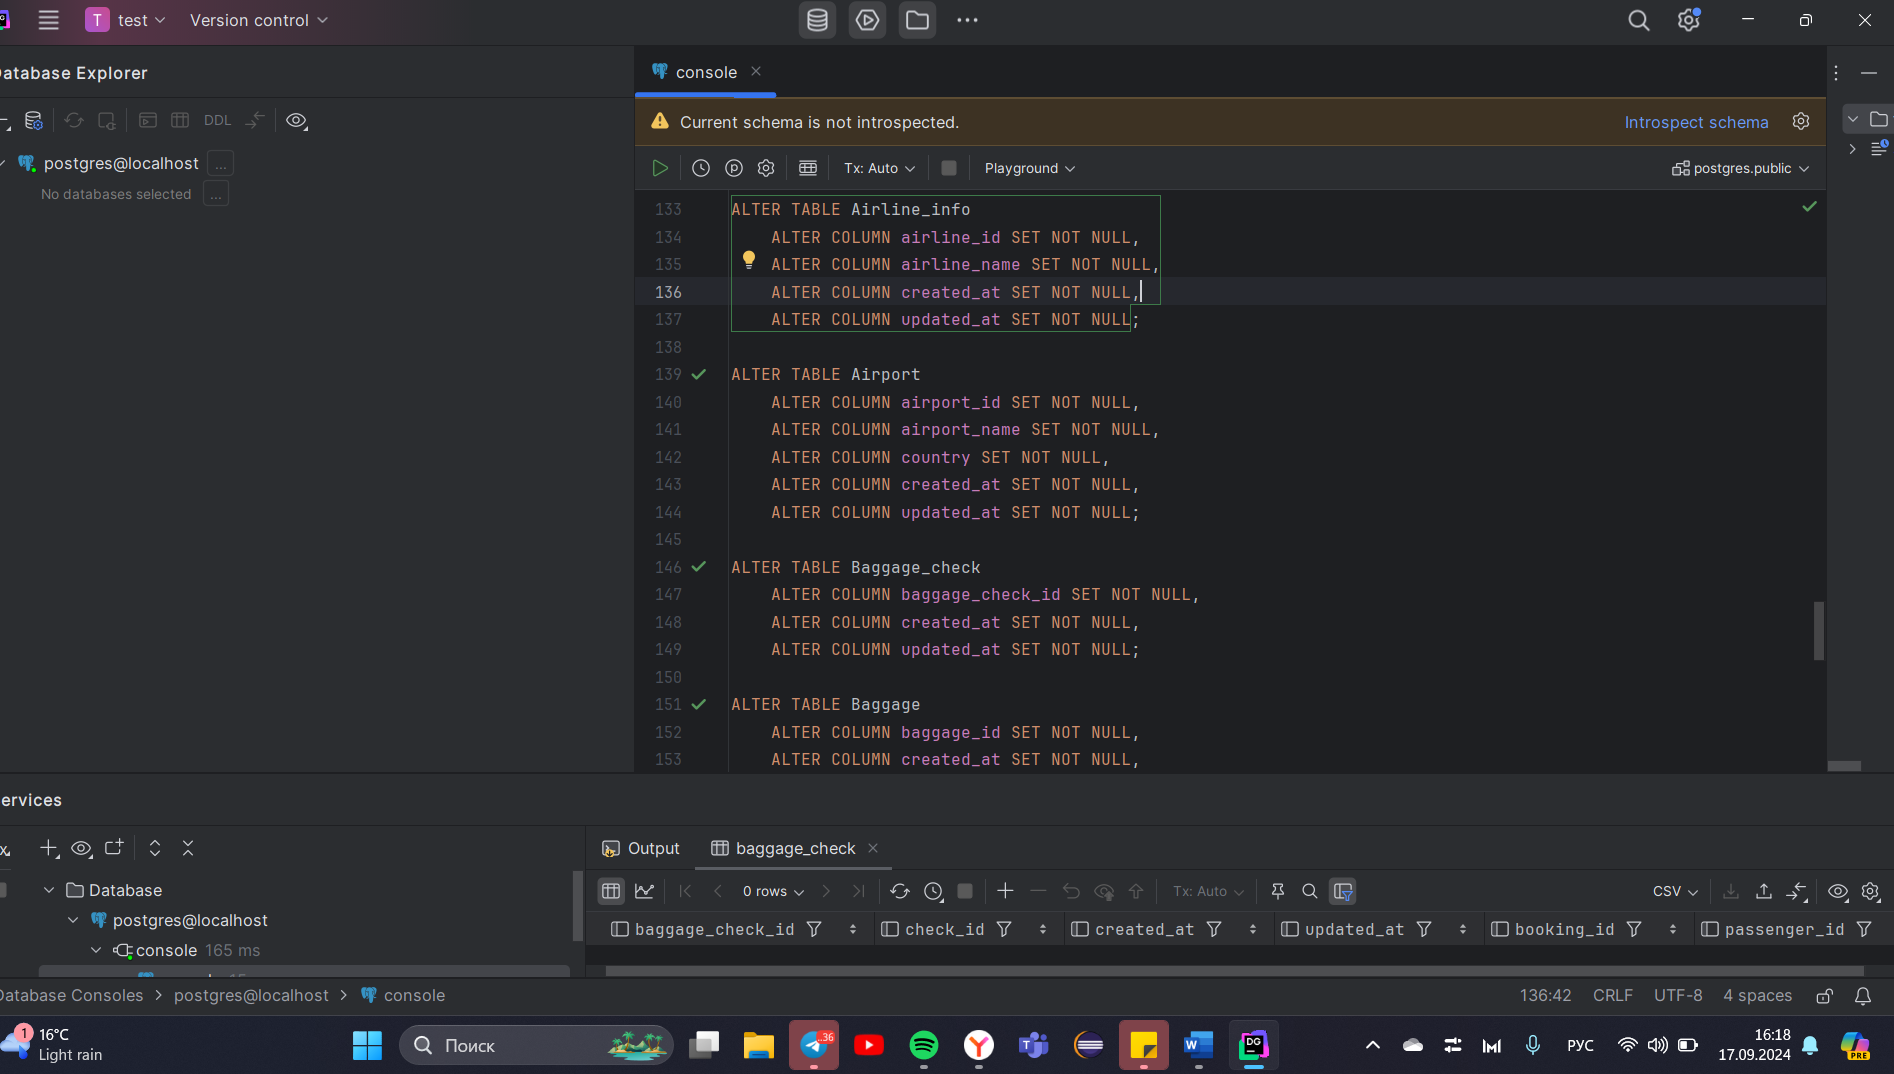 T test Version control
atabase Explorer
console
Current schema is not introspected. Introspect schema
DDL
Tx: Auto Playground postgres.public
postgres@localhost ...
No databases selected ...
133 ALTER TABLE Airline_info
134 ALTER COLUMN airline_id SET NOT NULL,
135 ALTER COLUMN airline_name SET NOT NULL,
136 ALTER COLUMN created_at SET NOT NULL,
137 ALTER COLUMN updated_at SET NOT NULL;
138
139 ALTER TABLE Airport
140 ALTER COLUMN airport_id SET NOT NULL,
141 ALTER COLUMN airport_name SET NOT NULL,
142 ALTER COLUMN country SET NOT NULL,
143 ALTER COLUMN created_at SET NOT NULL,
144 ALTER COLUMN updated_at SET NOT NULL;
145
146 ALTER TABLE Baggage_check
147 ALTER COLUMN baggage_check_id SET NOT NULL,
148 ALTER COLUMN created_at SET NOT NULL,
149 ALTER COLUMN updated_at SET NOT NULL;
150
151 ALTER TABLE Baggage
152 ALTER COLUMN baggage_id SET NOT NULL,
153 ALTER COLUMN created_at SET NOT NULL,
ervices
Output baggage_check
0 rows Tx: Auto CSV
Database
postgres@localhost
console 165 ms
baggage_check_id check_id created_at updated_at booking_id passenger_id
atabase Consoles > postgres@localhost > console
136:42 CRLF UTF-8 4 spaces
1 16°C
Light rain
Поиск
36
DG
РУС
16:18
17.09.2024
PRE